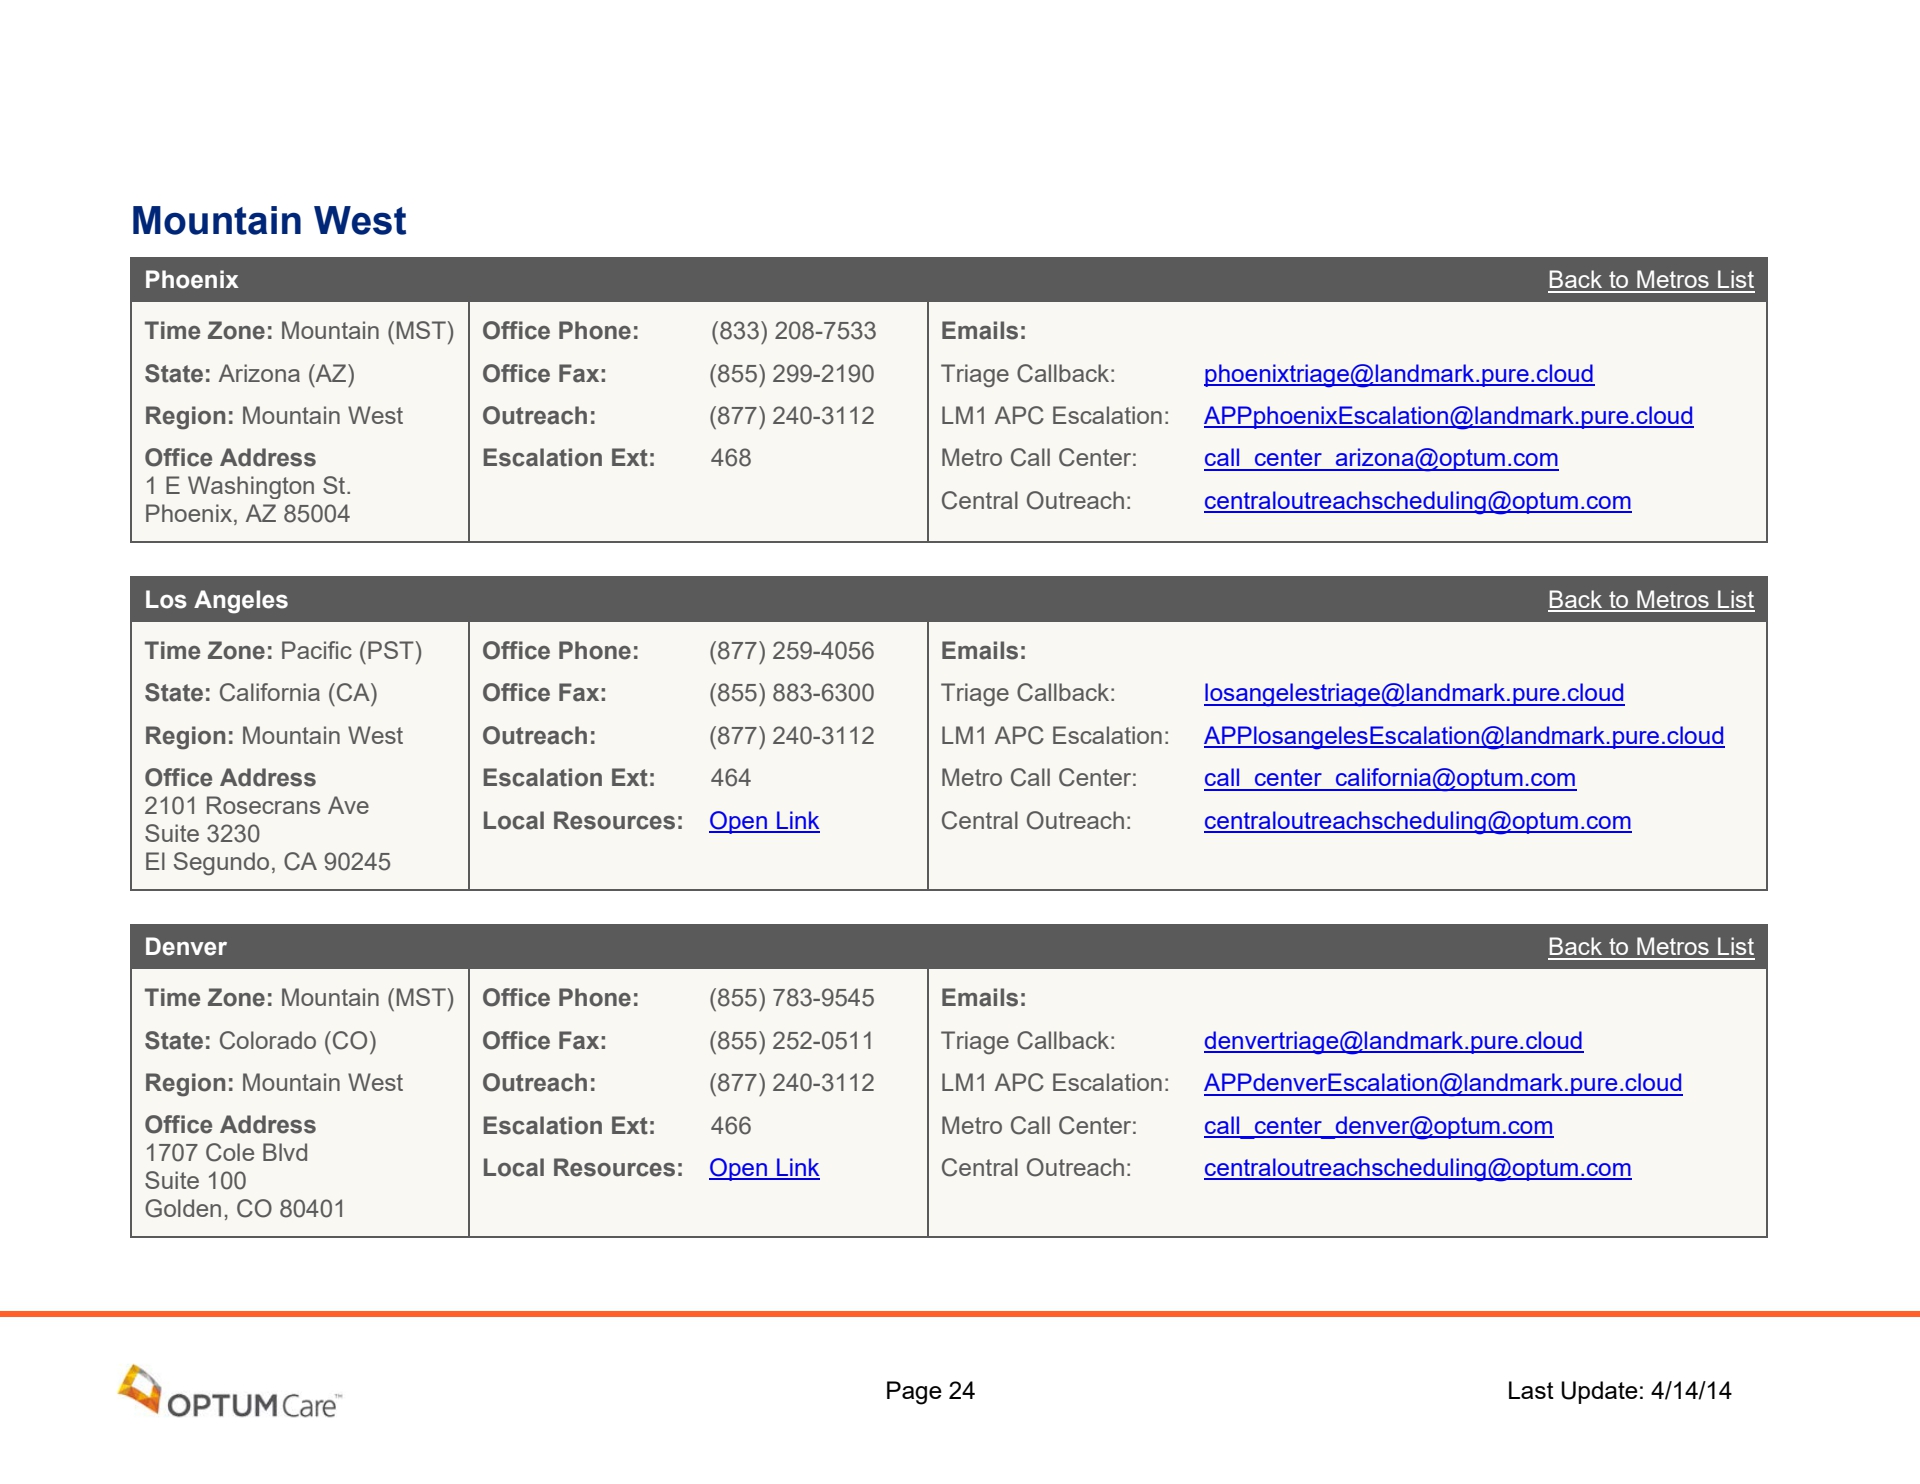 Mountain West
Phoenix Back to Metros List
Time Zone: Mountain (MST)
State: Arizona (AZ)
Region: Mountain West
Office Address
1 E Washington St.
Phoenix, AZ 85004
Office Phone: (833) 208-7533
Office Fax: (855) 299-2190
Outreach: (877) 240-3112
Escalation Ext: 468
Emails:
Triage Callback: phoenixtriage@landmark.pure.cloud
LM1 APC Escalation: APPphoenixEscalation@landmark.pure.cloud
Metro Call Center: call_center_arizona@optum.com
Central Outreach: centraloutreachscheduling@optum.com
Los Angeles Back to Metros List
Time Zone: Pacific (PST)
State: California (CA)
Region: Mountain West
Office Address
2101 Rosecrans Ave
Suite 3230
El Segundo, CA 90245
Office Phone: (877) 259-4056
Office Fax: (855) 883-6300
Outreach: (877) 240-3112
Escalation Ext: 464
Local Resources: Open Link
Emails:
Triage Callback: losangelestriage@landmark.pure.cloud
LM1 APC Escalation: APPlosangelesEscalation@landmark.pure.cloud
Metro Call Center: call_center_california@optum.com
Central Outreach: centraloutreachscheduling@optum.com
Denver Back to Metros List
Time Zone: Mountain (MST)
State: Colorado (CO)
Region: Mountain West
Office Address
1707 Cole Blvd
Suite 100
Golden, CO 80401
Office Phone: (855) 783-9545
Office Fax: (855) 252-0511
Outreach: (877) 240-3112
Escalation Ext: 466
Local Resources: Open Link
Emails:
Triage Callback: denvertriage@landmark.pure.cloud
LM1 APC Escalation: APPdenverEscalation@landmark.pure.cloud
Metro Call Center: call_center_denver@optum.com
Central Outreach: centraloutreachscheduling@optum.com
OPTUMCare™ Page 24 Last Update: 4/14/14